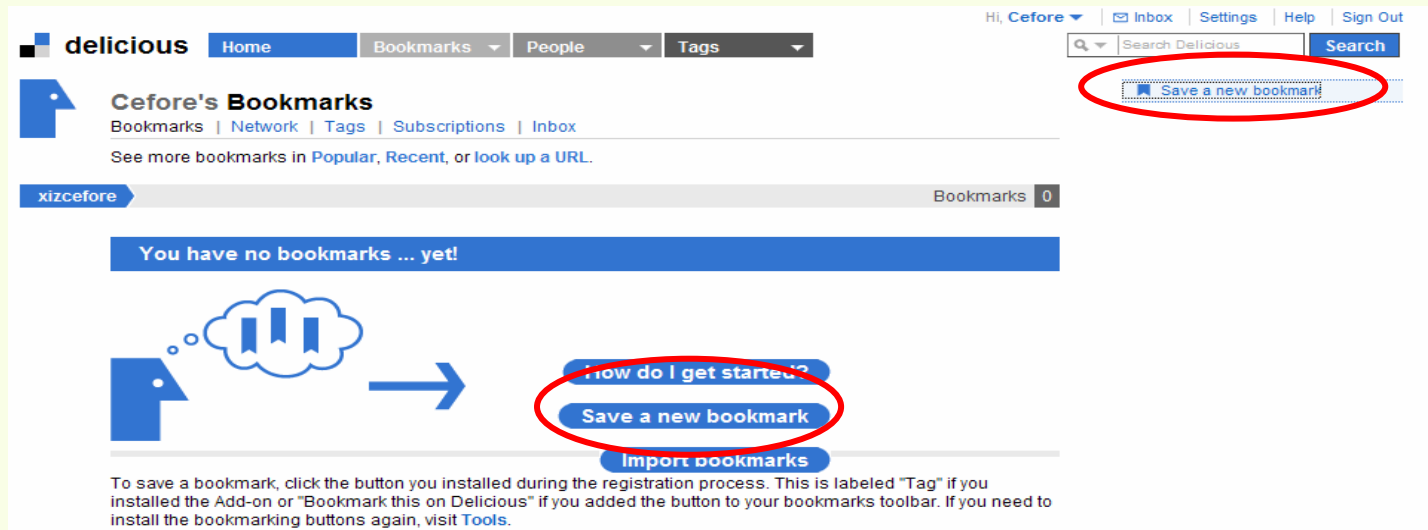 Hi, Cefore Inbox Settings Help Sign Out
delicious Home Bookmarks People Tags Search Delicious Search
Save a new bookmark
Cefore's Bookmarks
Bookmarks | Network | Tags | Subscriptions | Inbox
See more bookmarks in Popular, Recent, or look up a URL.
xizcefore Bookmarks 0
You have no bookmarks ... yet!
How do I get started?
Save a new bookmark
Import bookmarks
To save a bookmark, click the button you installed during the registration process. This is labeled "Tag" if you
installed the Add-on or "Bookmark this on Delicious" if you added the button to your bookmarks toolbar. If you need to
install the bookmarking buttons again, visit Tools.